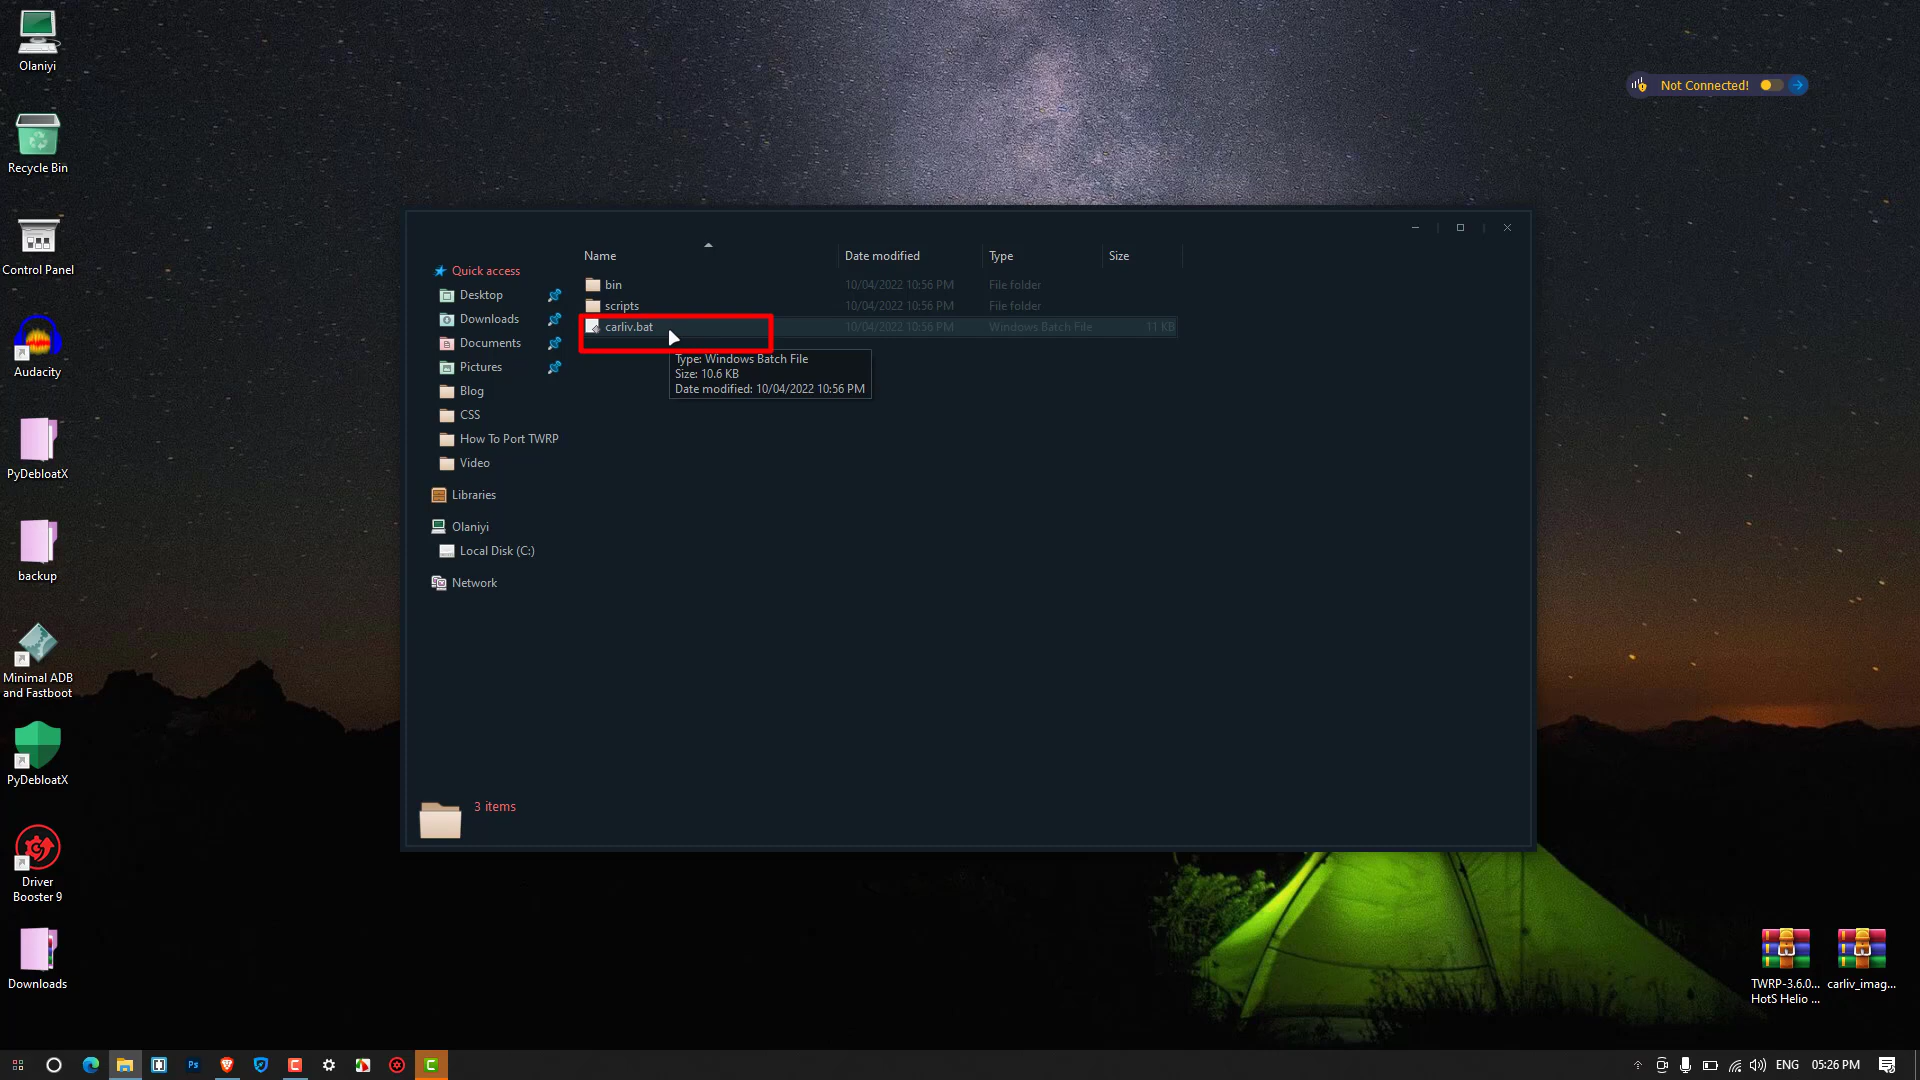 Olaniyi
Recycle Bin
Control Panel
Audacity
PyDebloatX
backup
Minimal ADB
and Fastboot
PyDebloatX
Driver
Booster 9
Downloads
Not Connected!
Quick access
Desktop
Downloads
Documents
Pictures
Blog
CSS
How To Port TWRP
Video
Libraries
Olaniyi
Local Disk (C:)
Network
Name Date modified Type Size
bin 10/04/2022 10:56 PM File folder
scripts 10/04/2022 10:56 PM File folder
carliv.bat 10/04/2022 10:56 PM Windows Batch File 11 KB
Type: Windows Batch File
Size: 10.6 KB
Date modified: 10/04/2022 10:56 PM
3 items
TWRP-3.6.0...
HotS Helio ...
carliv_imag...
Ps
C
C
ENG 05:26 PM